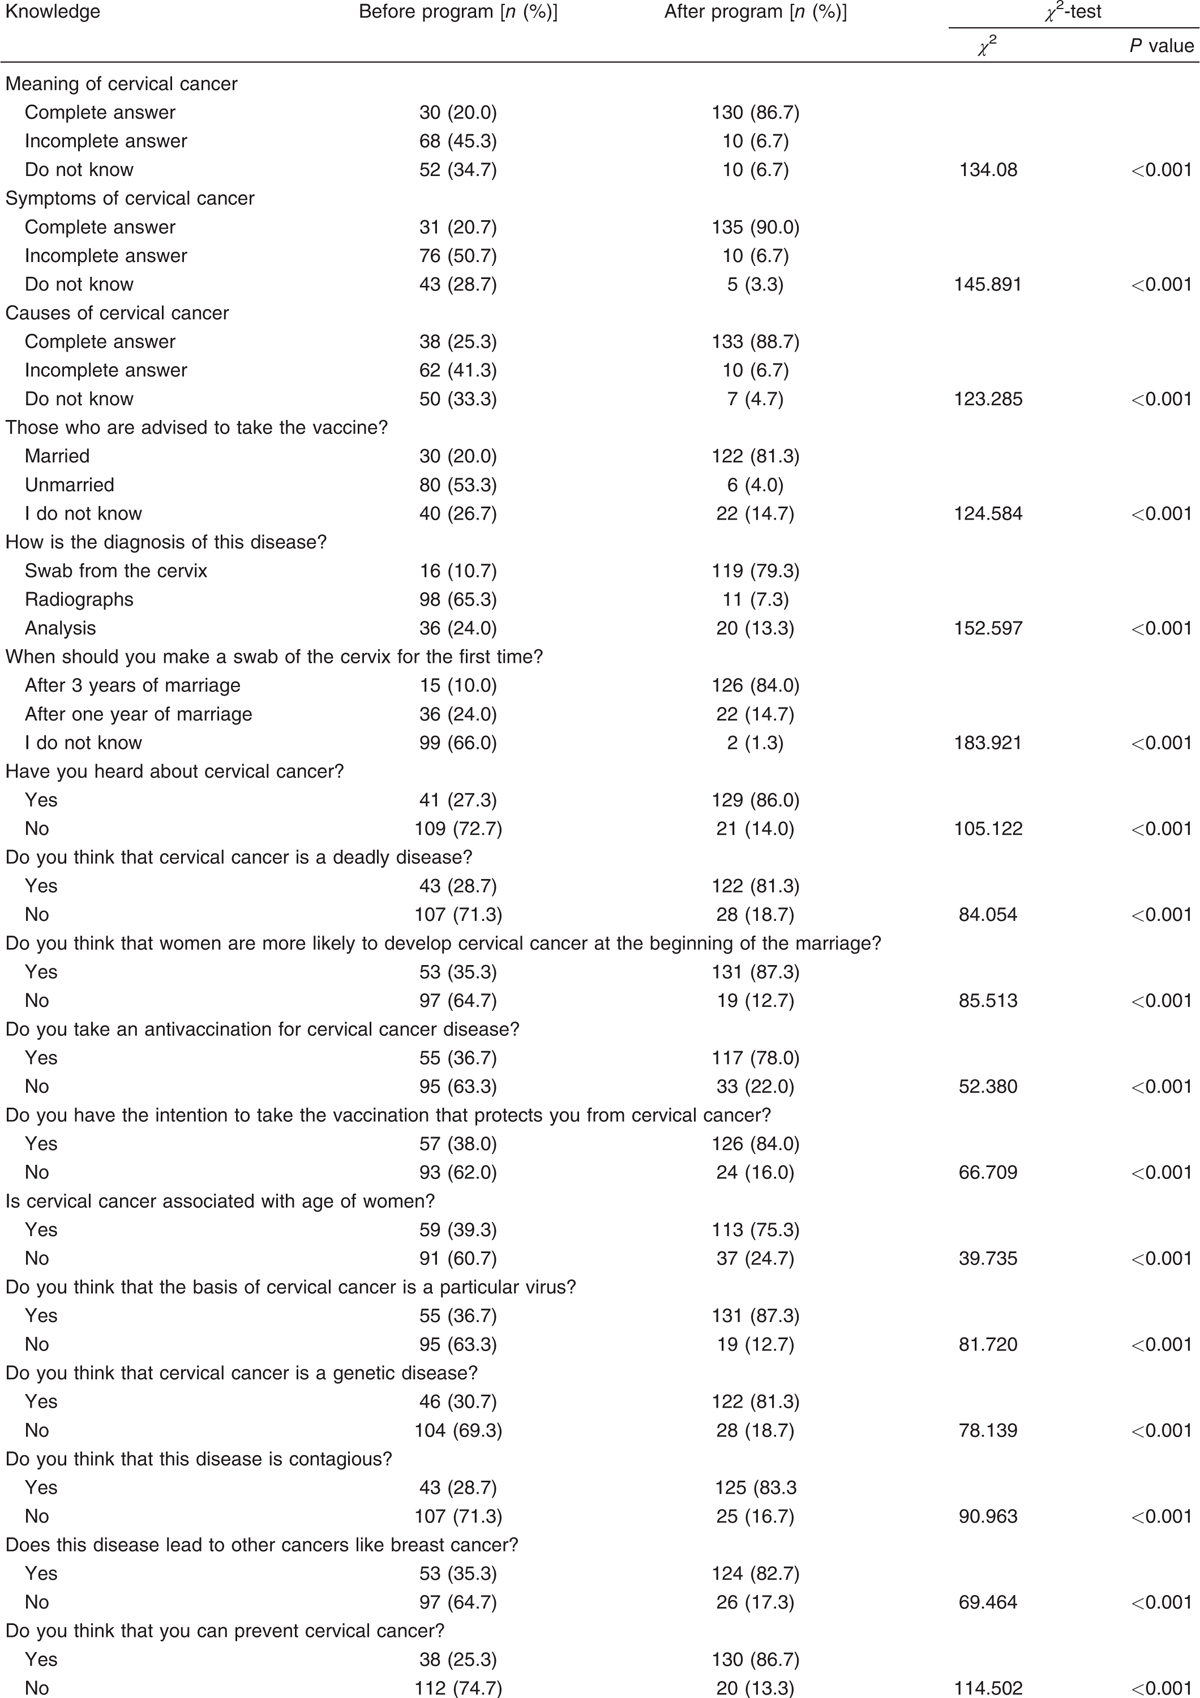 Knowledge Before program [n (%)] After program [n (%)] χ²-test
χ² P value
Meaning of cervical cancer
Complete answer 30 (20.0) 130 (86.7)
Incomplete answer 68 (45.3) 10 (6.7)
Do not know 52 (34.7) 10 (6.7) 134.08 <0.001
Symptoms of cervical cancer
Complete answer 31 (20.7) 135 (90.0)
Incomplete answer 76 (50.7) 10 (6.7)
Do not know 43 (28.7) 5 (3.3) 145.891 <0.001
Causes of cervical cancer
Complete answer 38 (25.3) 133 (88.7)
Incomplete answer 62 (41.3) 10 (6.7)
Do not know 50 (33.3) 7 (4.7) 123.285 <0.001
Those who are advised to take the vaccine?
Married 30 (20.0) 122 (81.3)
Unmarried 80 (53.3) 6 (4.0)
I do not know 40 (26.7) 22 (14.7) 124.584 <0.001
How is the diagnosis of this disease?
Swab from the cervix 16 (10.7) 119 (79.3)
Radiographs 98 (65.3) 11 (7.3)
Analysis 36 (24.0) 20 (13.3) 152.597 <0.001
When should you make a swab of the cervix for the first time?
After 3 years of marriage 15 (10.0) 126 (84.0)
After one year of marriage 36 (24.0) 22 (14.7)
I do not know 99 (66.0) 2 (1.3) 183.921 <0.001
Have you heard about cervical cancer?
Yes 41 (27.3) 129 (86.0)
No 109 (72.7) 21 (14.0) 105.122 <0.001
Do you think that cervical cancer is a deadly disease?
Yes 43 (28.7) 122 (81.3)
No 107 (71.3) 28 (18.7) 84.054 <0.001
Do you think that women are more likely to develop cervical cancer at the beginning of the marriage?
Yes 53 (35.3) 131 (87.3)
No 97 (64.7) 19 (12.7) 85.513 <0.001
Do you take an antivaccination for cervical cancer disease?
Yes 55 (36.7) 117 (78.0)
No 95 (63.3) 33 (22.0) 52.380 <0.001
Do you have the intention to take the vaccination that protects you from cervical cancer?
Yes 57 (38.0) 126 (84.0)
No 93 (62.0) 24 (16.0) 66.709 <0.001
Is cervical cancer associated with age of women?
Yes 59 (39.3) 113 (75.3)
No 91 (60.7) 37 (24.7) 39.735 <0.001
Do you think that the basis of cervical cancer is a particular virus?
Yes 55 (36.7) 131 (87.3)
No 95 (63.3) 19 (12.7) 81.720 <0.001
Do you think that cervical cancer is a genetic disease?
Yes 46 (30.7) 122 (81.3)
No 104 (69.3) 28 (18.7) 78.139 <0.001
Do you think that this disease is contagious?
Yes 43 (28.7) 125 (83.3
No 107 (71.3) 25 (16.7) 90.963 <0.001
Does this disease lead to other cancers like breast cancer?
Yes 53 (35.3) 124 (82.7)
No 97 (64.7) 26 (17.3) 69.464 <0.001
Do you think that you can prevent cervical cancer?
Yes 38 (25.3) 130 (86.7)
No 112 (74.7) 20 (13.3) 114.502 <0.001